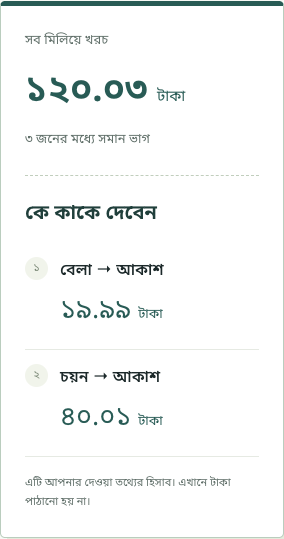 সব মিলিয়ে খরচ
১২০.০৩ টাকা
৩ জনের মধ্যে সমান ভাগ
কে কাকে দেবেন
১ বেলা → আকাশ
১৯.৯৯ টাকা
২ চয়ন → আকাশ
৪০.০১ টাকা
এটি আপনার দেওয়া তথ্যের হিসাব। এখানে টাকা
পাঠানো হয় না।